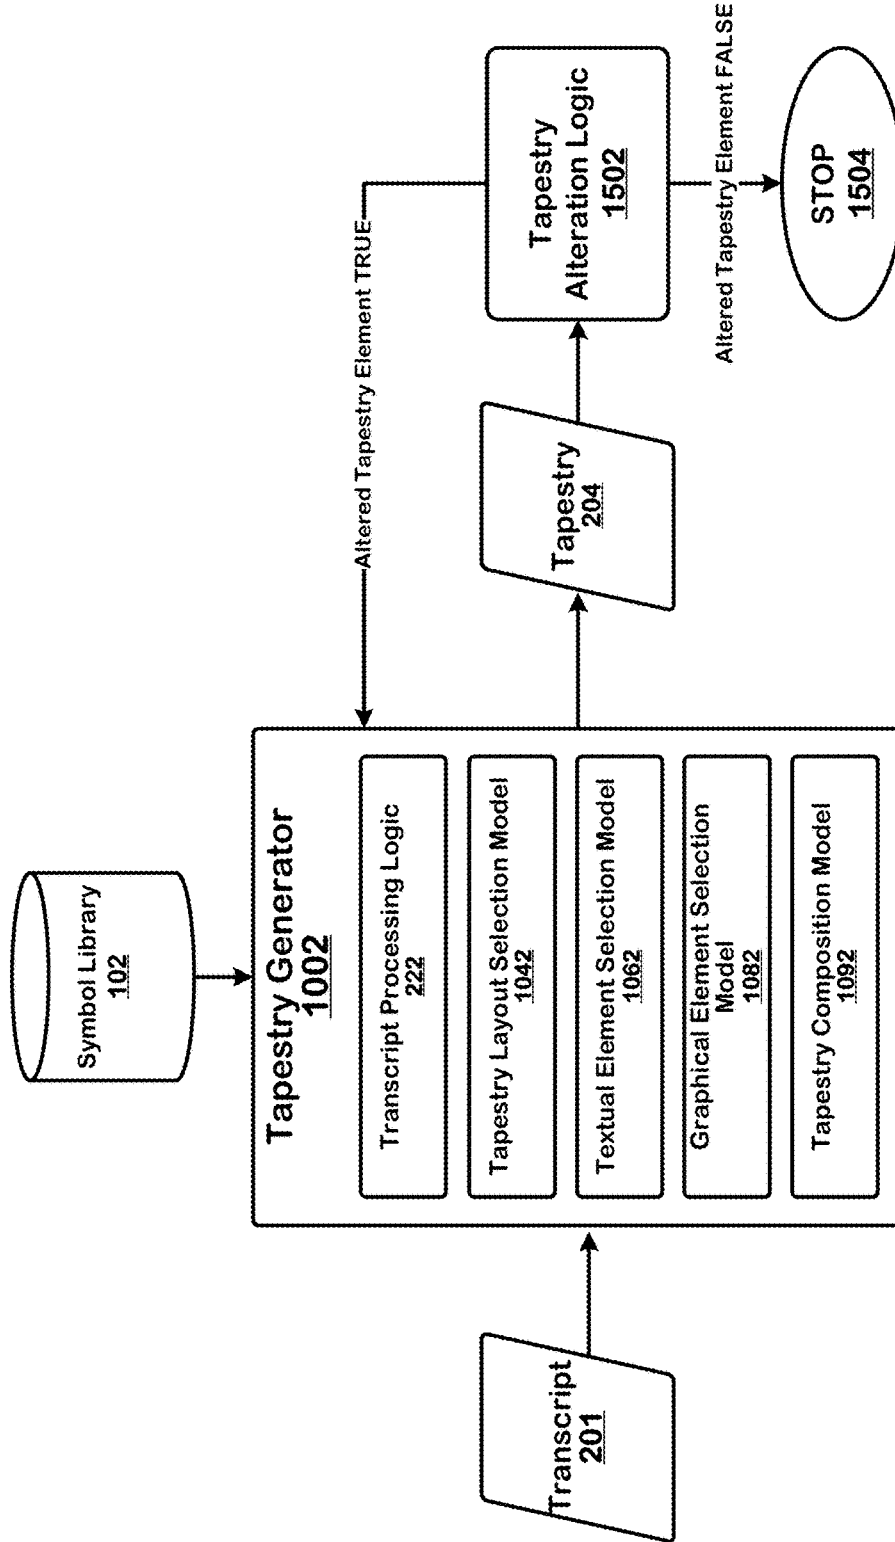 Symbol Library
102
Tapestry Generator
1002
Transcript Processing Logic
222
Tapestry Layout Selection Model
1042
Textual Element Selection Model
1062
Graphical Element Selection
Model
1082
Tapestry Composition Model
1092
Transcript
201
Altered Tapestry Element TRUE
Tapestry
204
Tapestry
Alteration Logic
1502
Altered Tapestry Element FALSE
STOP
1504